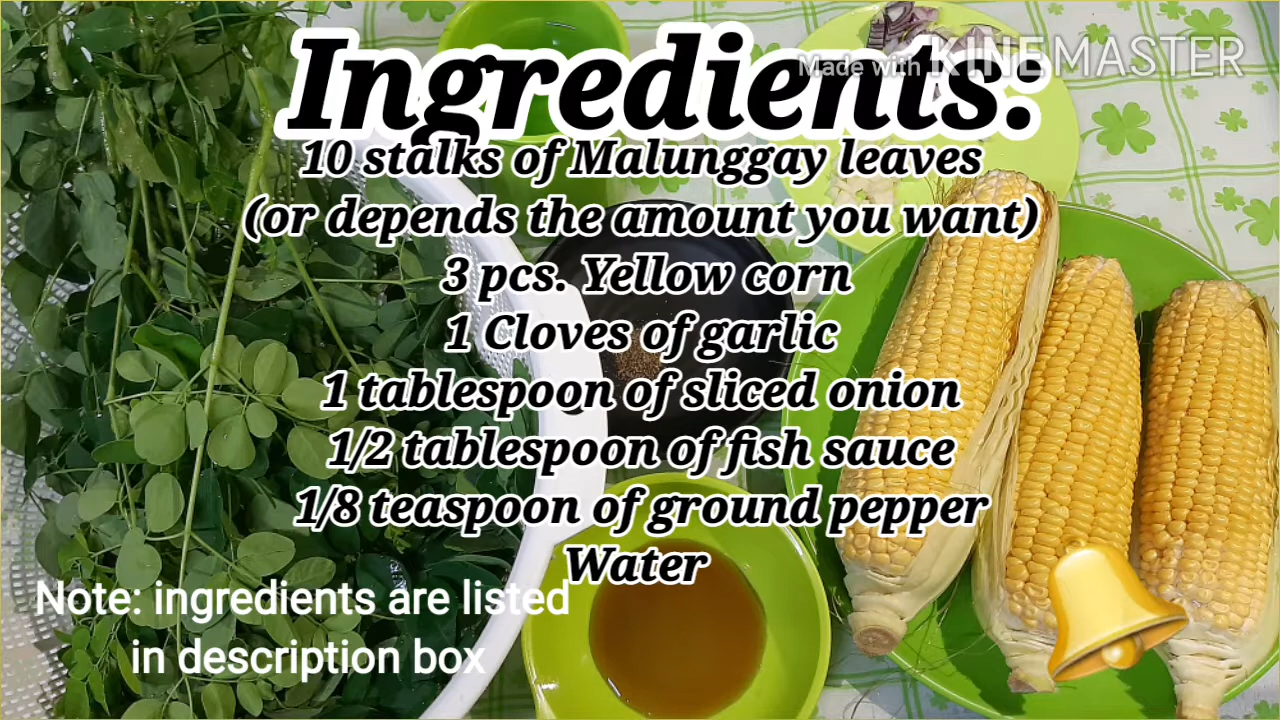 Ingredients:
Made with KINEMASTER
10 stalks of Malunggay leaves
(or depends the amount you want)
3 pcs. Yellow corn
1 Cloves of garlic
1 tablespoon of sliced onion
1/2 tablespoon of fish sauce
1/8 teaspoon of ground pepper
Water
Note: ingredients are listed
in description box